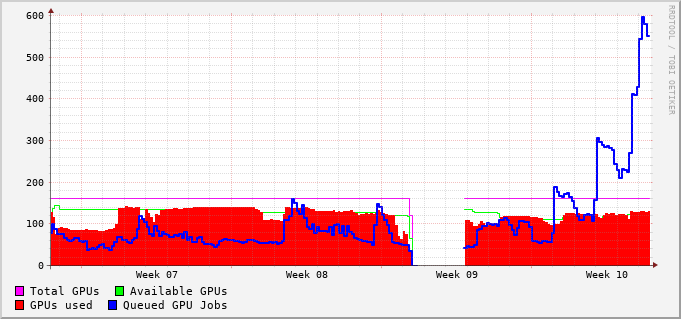 600
500
400
300
200
100
0
Week 07 Week 08 Week 09 Week 10
Total GPUs Available GPUs
GPUs used Queued GPU Jobs
RRDTOOL / TOBI OETIKER